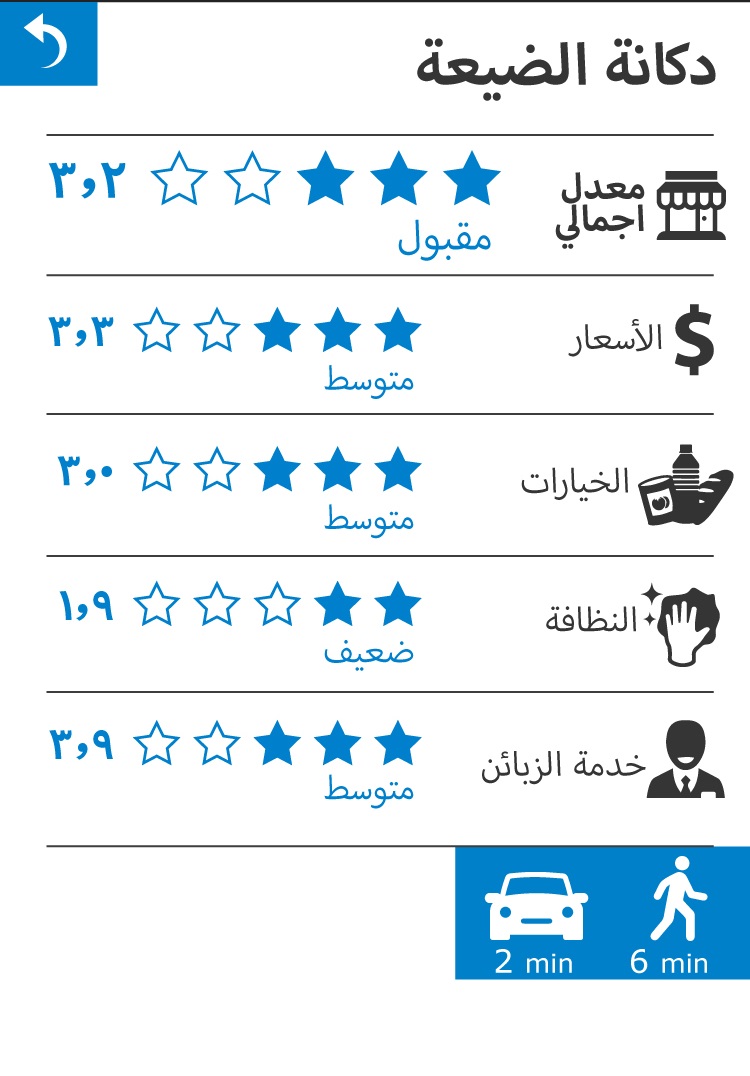 دكانة الضيعة
معدل
اجمالي
٣,٢
مقبول
الأسعار
٣,٣
متوسط
الخيارات
٣,٠
متوسط
النظافة
١,٩
ضعيف
خدمة الزبائن
٣,٩
متوسط
6 min
2 min